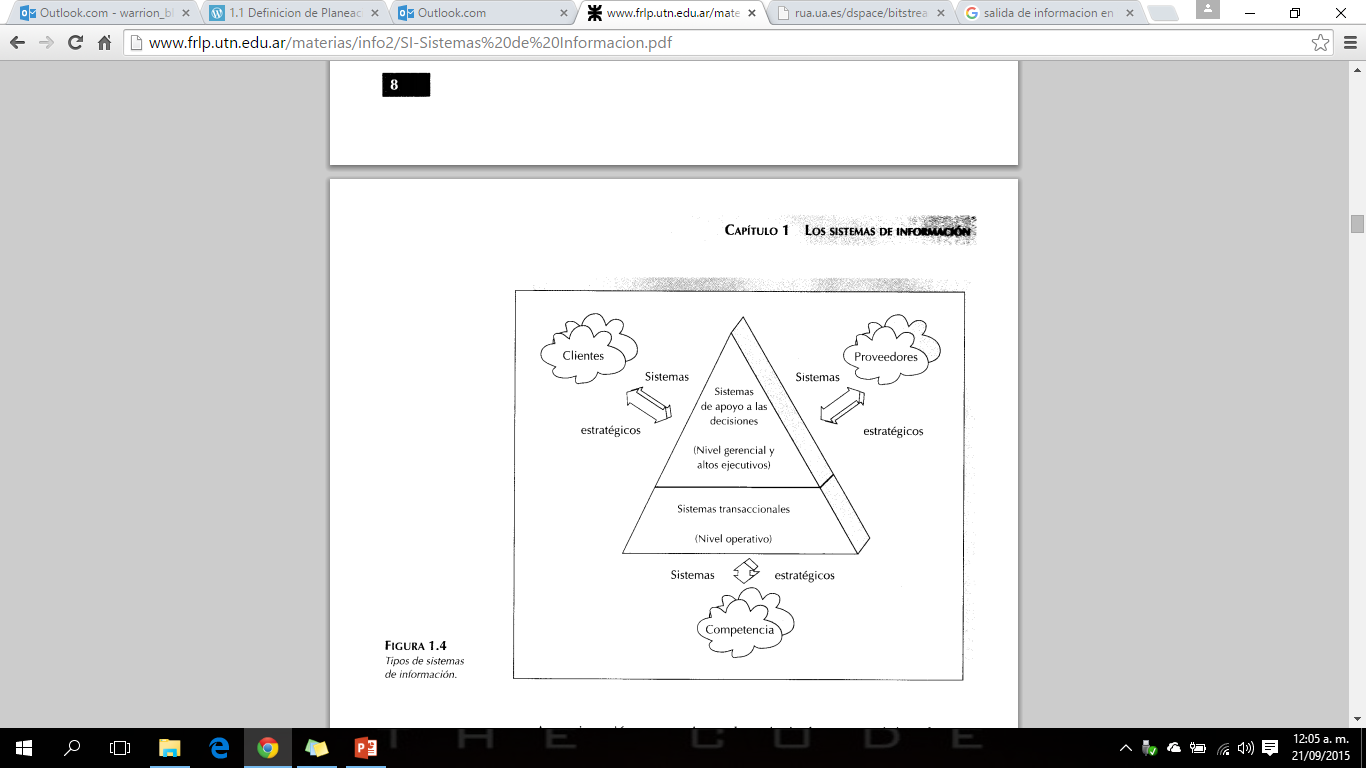 Outlook.com - warrion_bl
1.1 Definicion de Planeac
Outlook.com
www.frlp.utn.edu.ar/mate
rua.ua.es/dspace/bitstrea
salida de informacion en
www.frlp.utn.edu.ar/materias/info2/SI-Sistemas%20de%20Informacion.pdf
8
CAPÍTULO 1 LOS SISTEMAS DE INFORMACIÓN
Clientes
Proveedores
Sistemas
estratégicos
Sistemas
estratégicos
Sistemas
de apoyo a las
decisiones
(Nivel gerencial y
altos ejecutivos)
Sistemas transaccionales
(Nivel operativo)
Sistemas estratégicos
Competencia
FIGURA 1.4
Tipos de sistemas
de información.
THE CODE
12:05 a. m.
21/09/2015